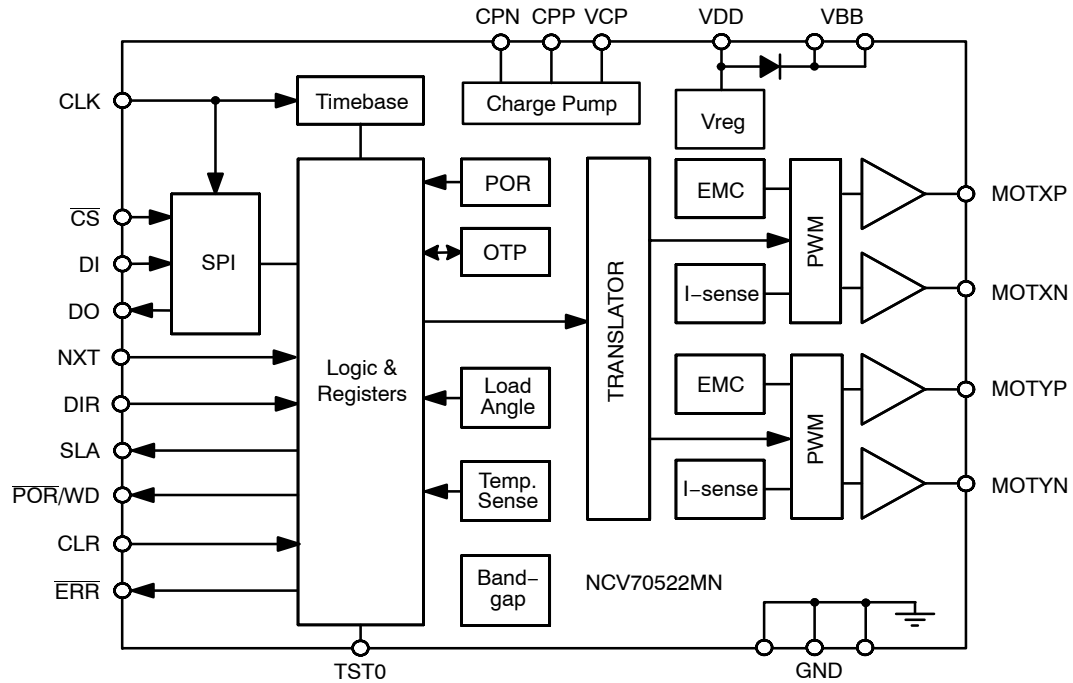 CPN CPP VCP VDD VBB
CLK
Timebase
Charge Pump
Vreg
CS
DI
DO
SPI
NXT
DIR
SLA
POR/WD
CLR
ERR
Logic &
Registers
POR
OTP
Load
Angle
Temp.
Sense
Band–
gap
TRANSLATOR
EMC
I–sense
PWM
EMC
I–sense
PWM
MOTXP
MOTXN
MOTYP
MOTYN
NCV70522MN
TST0
GND